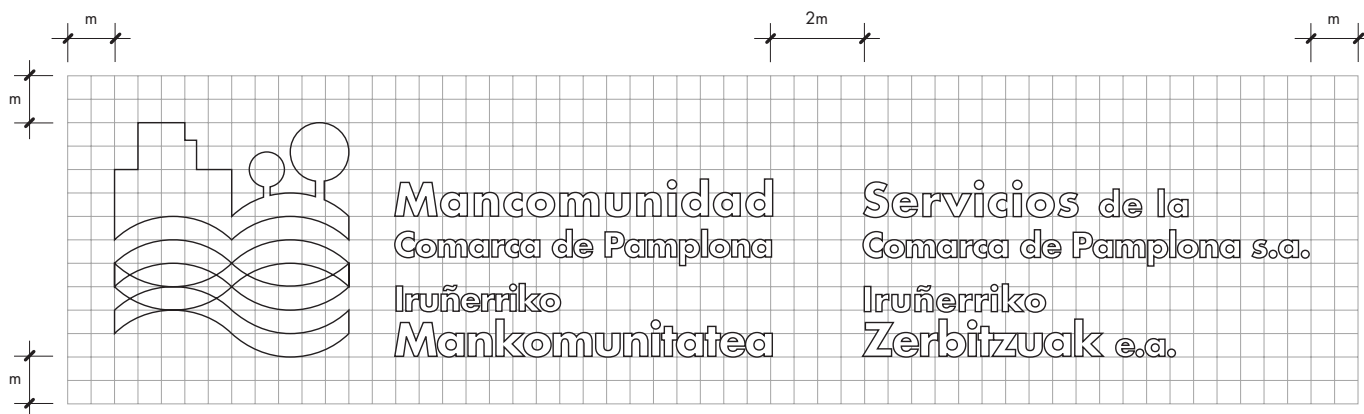 m
2m
m
m
Mancomunidad
Comarca de Pamplona
Iruñerriko
Mankomunitatea
Servicios de la
Comarca de Pamplona s.a.
Iruñerriko
Zerbitzuak e.a.
m